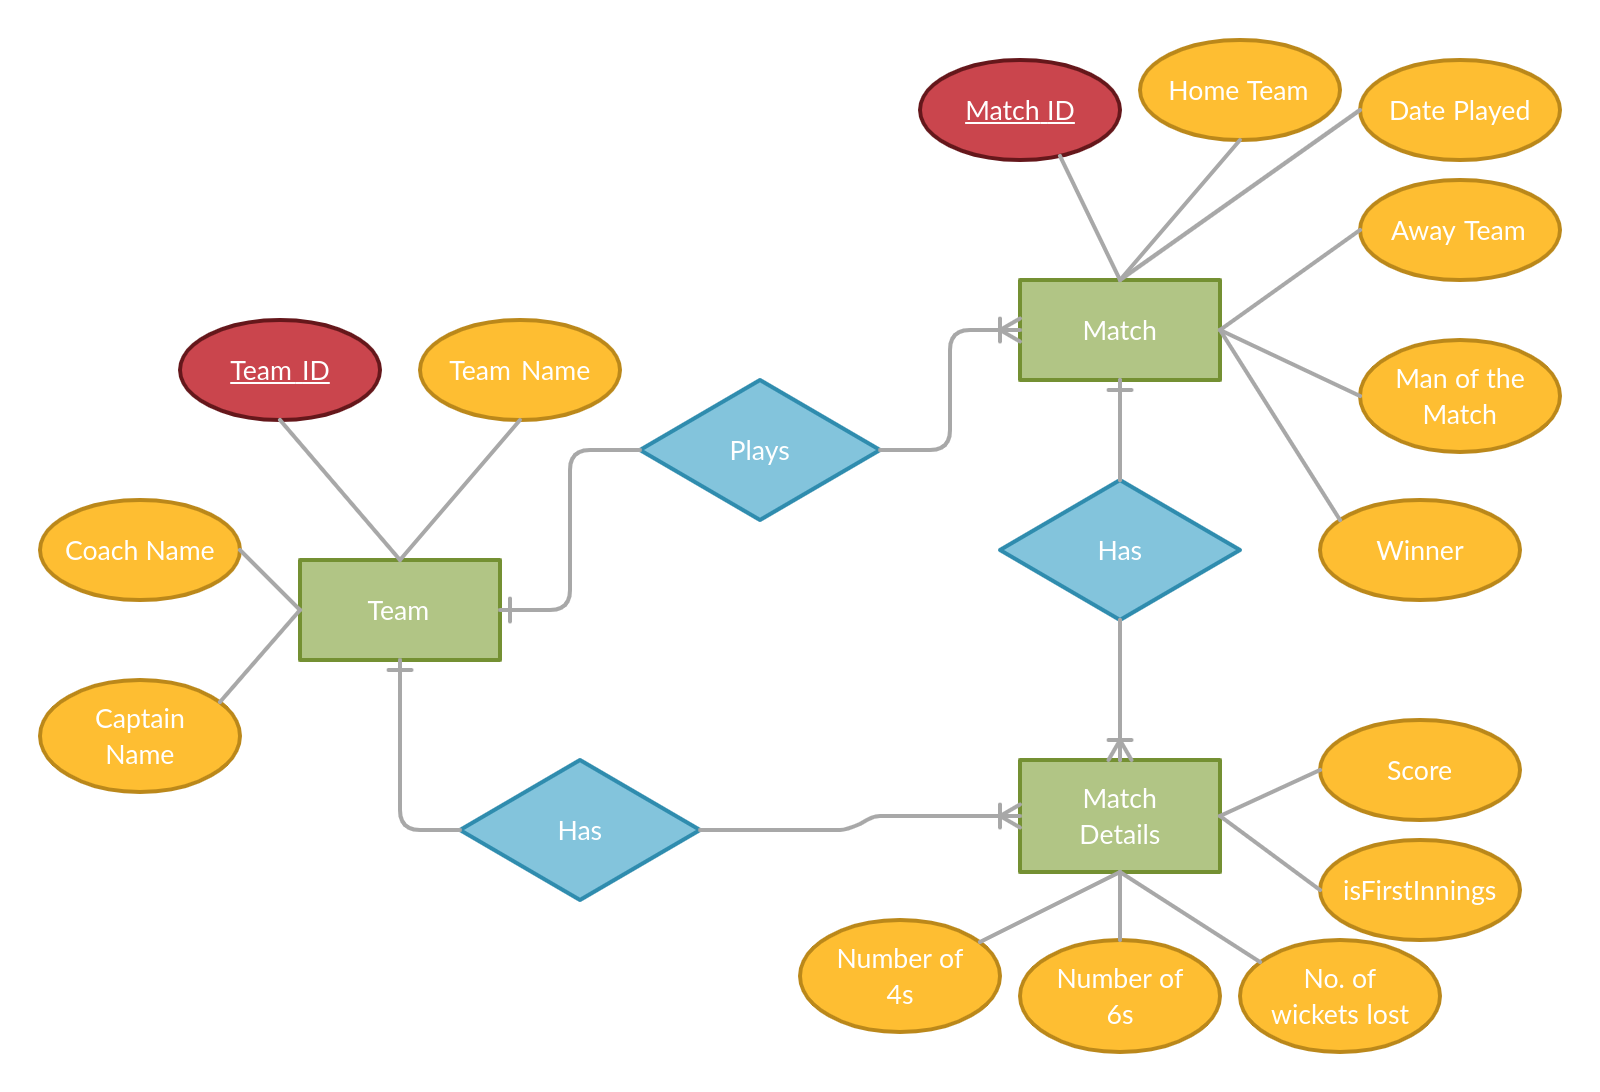 Home Team
Match ID
Date Played
Away Team
Match
Team ID
Team Name
Man of the
Match
Plays
Coach Name
Has
Winner
Team
Captain
Name
Score
Match
Details
Has
isFirstInnings
Number of
4s
Number of
6s
No. of
wickets lost